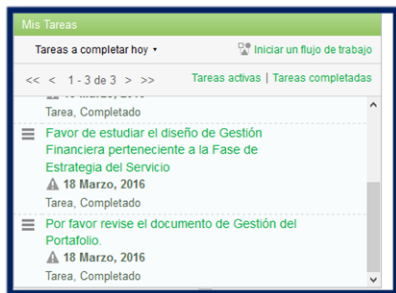 Mis Tareas
Tareas a completar hoy
Iniciar un flujo de trabajo
<< < 1 - 3 de 3 > >> Tareas activas | Tareas completadas
Tarea, Completado
Favor de estudiar el diseño de Gestión
Financiera perteneciente a la Fase de
Estrategia del Servicio
18 Marzo, 2016
Tarea, Completado
Por favor revise el documento de Gestión del
Portafolio.
18 Marzo, 2016
Tarea, Completado